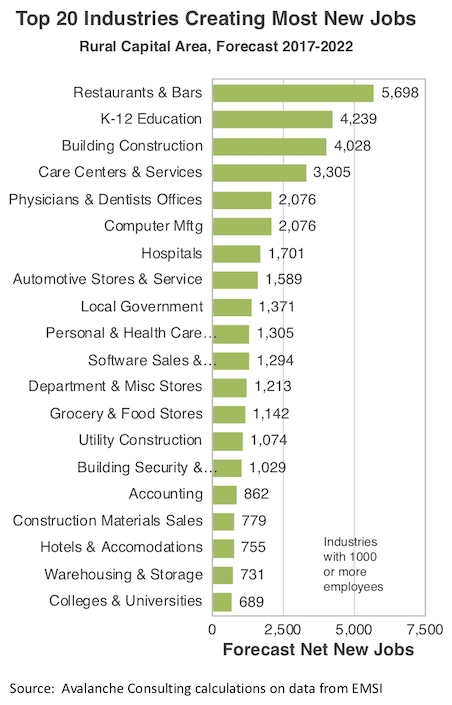 Top 20 Industries Creating Most New Jobs
Rural Capital Area, Forecast 2017-2022
Restaurants & Bars 5,698
K-12 Education 4,239
Building Construction 4,028
Care Centers & Services 3,305
Physicians & Dentists Offices 2,076
Computer Mftg 2,076
Hospitals 1,701
Automotive Stores & Service 1,589
Local Government 1,371
Personal & Health Care... 1,305
Software Sales &... 1,294
Department & Misc Stores 1,213
Grocery & Food Stores 1,142
Utility Construction 1,074
Building Security &... 1,029
Accounting 862
Construction Materials Sales 779
Hotels & Accomodations 755
Warehousing & Storage 731
Colleges & Universities 689
Industries
with 1000
or more
employees
0 2,500 5,000 7,500
Forecast Net New Jobs
Source: Avalanche Consulting calculations on data from EMSI